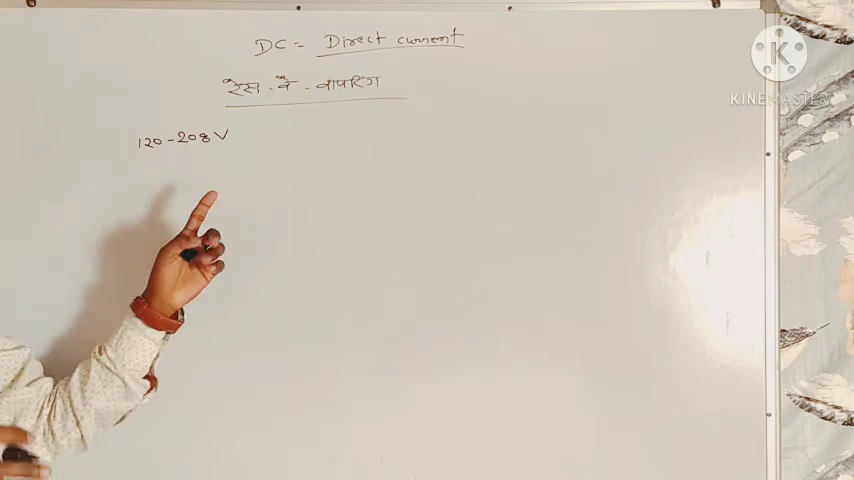 DC = Direct current
रेस - वे - वायरिंग
120 - 208 V
KINEMASTER